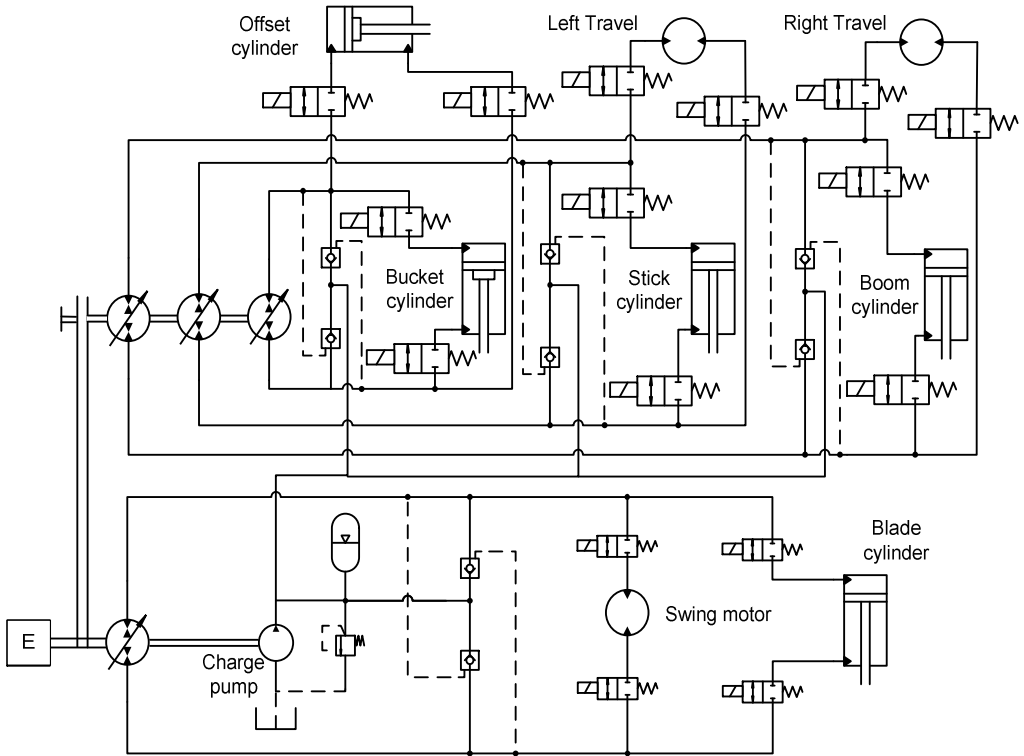 Offset
cylinder
Left Travel
Right Travel
Bucket
cylinder
Stick
cylinder
Boom
cylinder
Blade
cylinder
E
Charge
pump
Swing motor